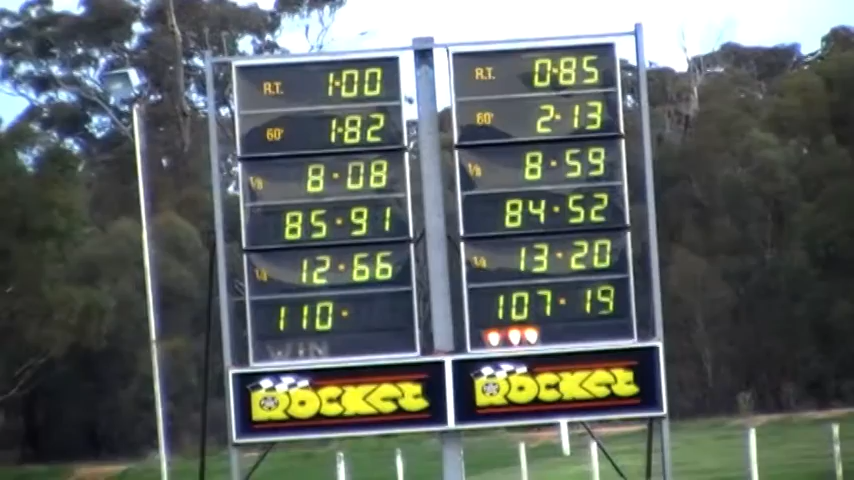 R.T. 1.00
60' 1.82
1/8 8.08
85.91
1/4 12.66
110.
WIN
ROCKET
R.T. 0.85
60' 2.13
1/8 8.59
84.52
1/4 13.20
107.19
ROCKET